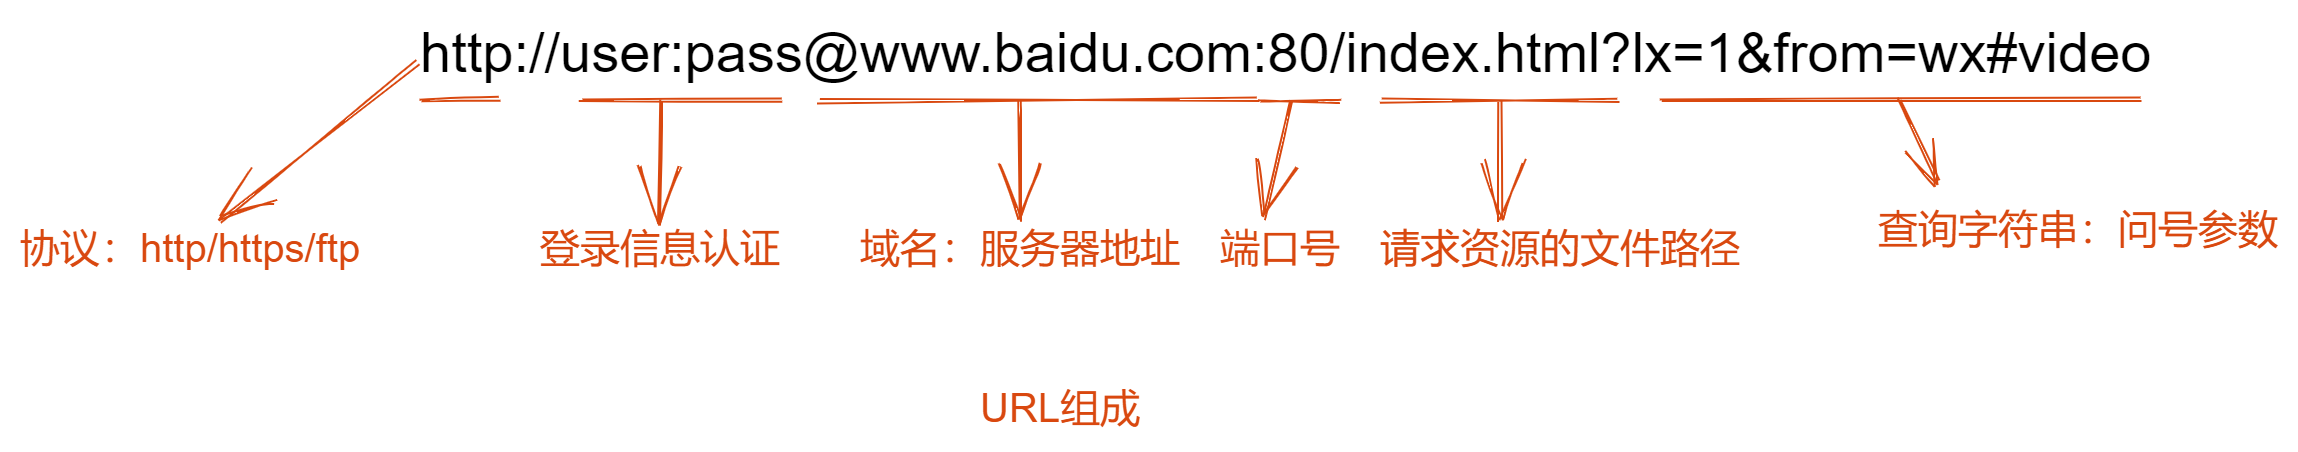 http://user:pass@www.baidu.com:80/index.html?lx=1&from=wx#video
协议：http/https/ftp
登录信息认证
域名：服务器地址
端口号
请求资源的文件路径
查询字符串：问号参数
URL组成